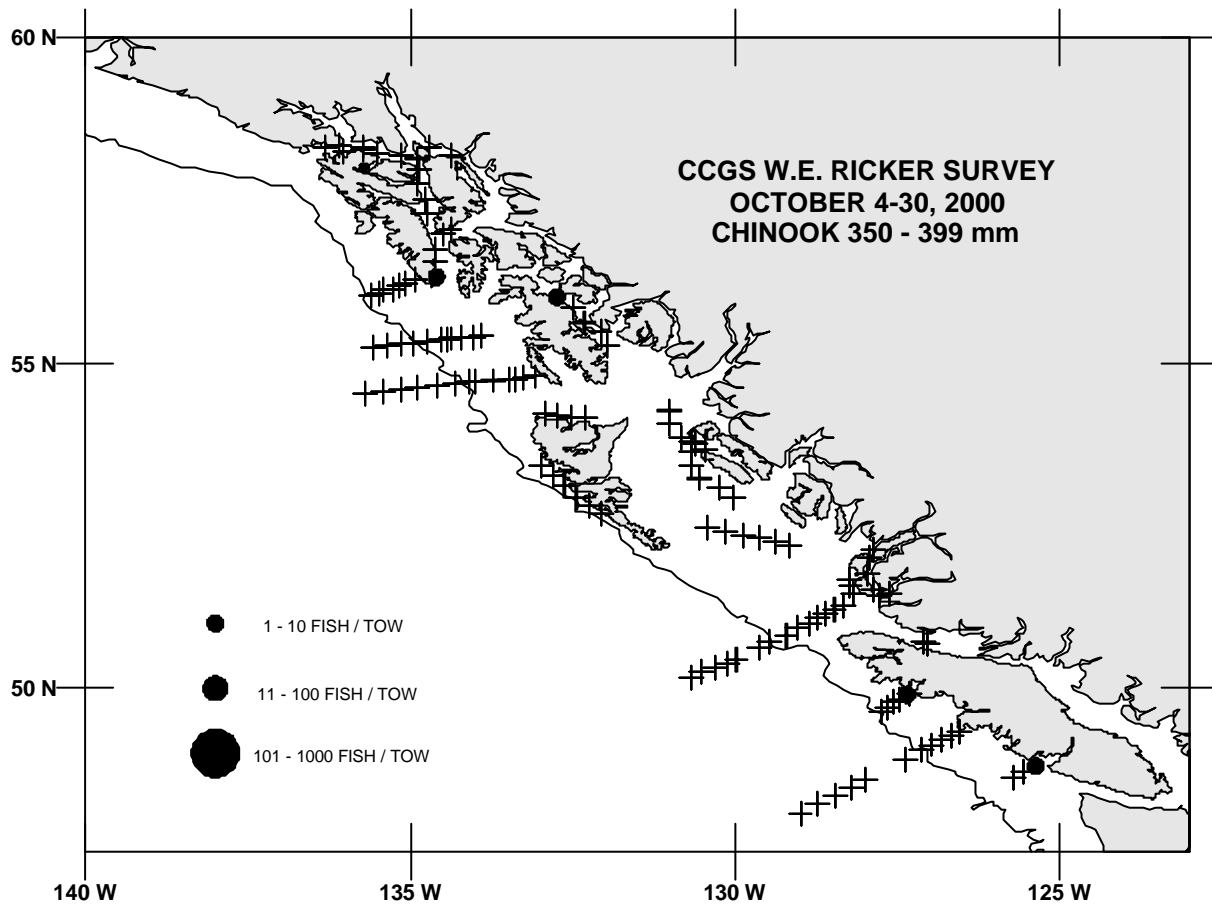 60 N
CCGS W.E. RICKER SURVEY
OCTOBER 4-30, 2000
CHINOOK 350 - 399 mm
55 N
1 - 10 FISH / TOW
50 N
11 - 100 FISH / TOW
101 - 1000 FISH / TOW
140 W 135 W 130 W 125 W